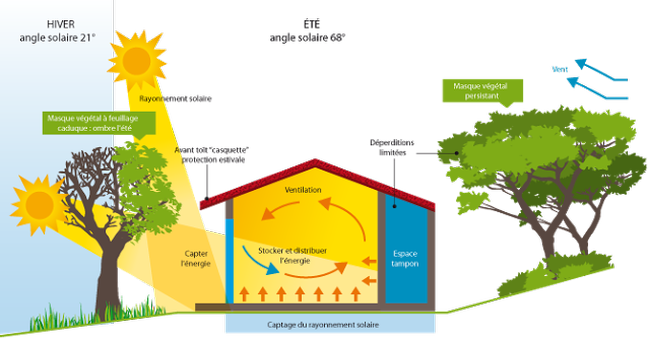 HIVER
angle solaire 21°
ÉTÉ
angle solaire 68°
Rayonnement solaire
Masque végétal à feuillage
caduque : ombre l'été
Avant toît "casquette"
protection estivale
Déperditions
limitées
Masque végétal
persistant
Vent
Ventilation
Capter
l'énergie
Stocker et distribuer
l'énergie
Espace
tampon
Captage du rayonnement solaire